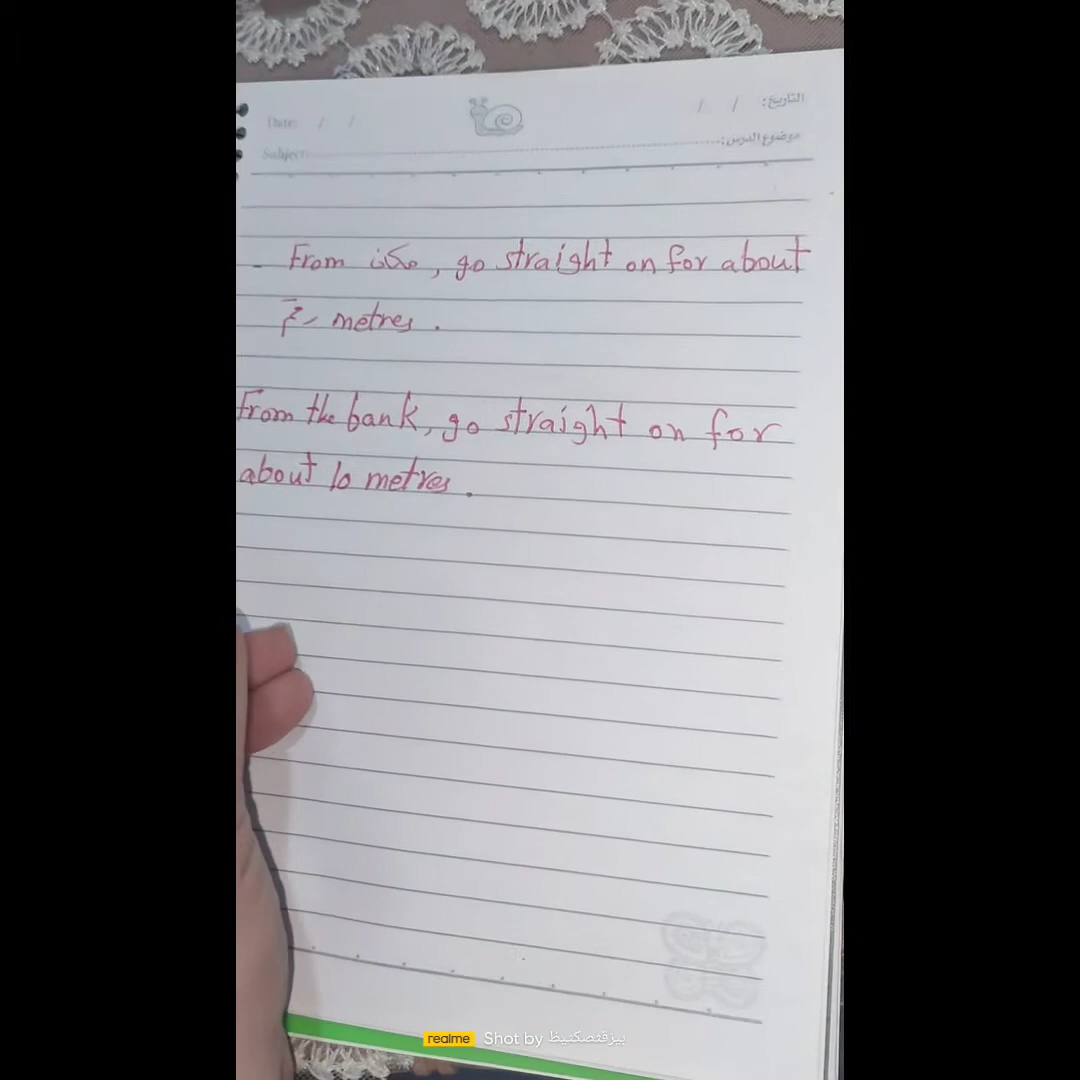 Date: / /
التاريخ: / /
Subject:
موضوع الدرس:
- From مكان, go straight on for about
metres.
From the bank, go straight on for
about 10 metres.
realme Shot by